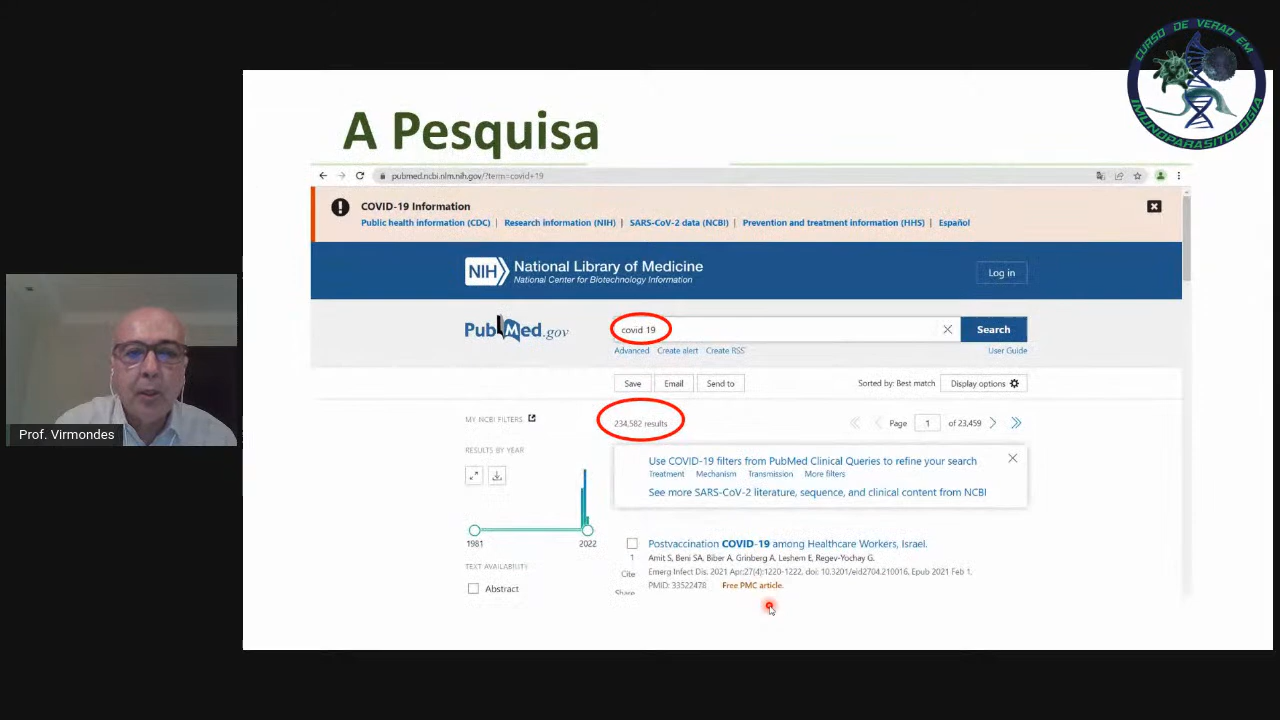 CURSO DE VERÃO EM
IMUNOPARASITOLOGIA
A Pesquisa
pubmed.ncbi.nlm.nih.gov/?term=covid+19
COVID-19 Information
Public health information (CDC) | Research information (NIH) | SARS-CoV-2 data (NCBI) | Prevention and treatment information (HHS) | Español
NIH National Library of Medicine
National Center for Biotechnology Information
Log in
PubMed.gov
covid 19
Search
Advanced Create alert Create RSS
User Guide
Save Email Send to
Sorted by: Best match Display options
MY NCBI FILTERS
234,582 results
Page 1 of 23,459
RESULTS BY YEAR
1981 2022
Use COVID-19 filters from PubMed Clinical Queries to refine your search
Treatment Mechanism Transmission More filters
See more SARS-CoV-2 literature, sequence, and clinical content from NCBI
Postvaccination COVID-19 among Healthcare Workers, Israel.
1
Amit S, Beni SA, Biber A, Grinberg A, Leshem E, Regev-Yochay G.
Cite
Emerg Infect Dis. 2021 Apr;27(4):1220-1222. doi: 10.3201/eid2704.210016. Epub 2021 Feb 1.
PMID: 33522478 Free PMC article.
Share
TEXT AVAILABILITY
Abstract
Prof. Virmondes